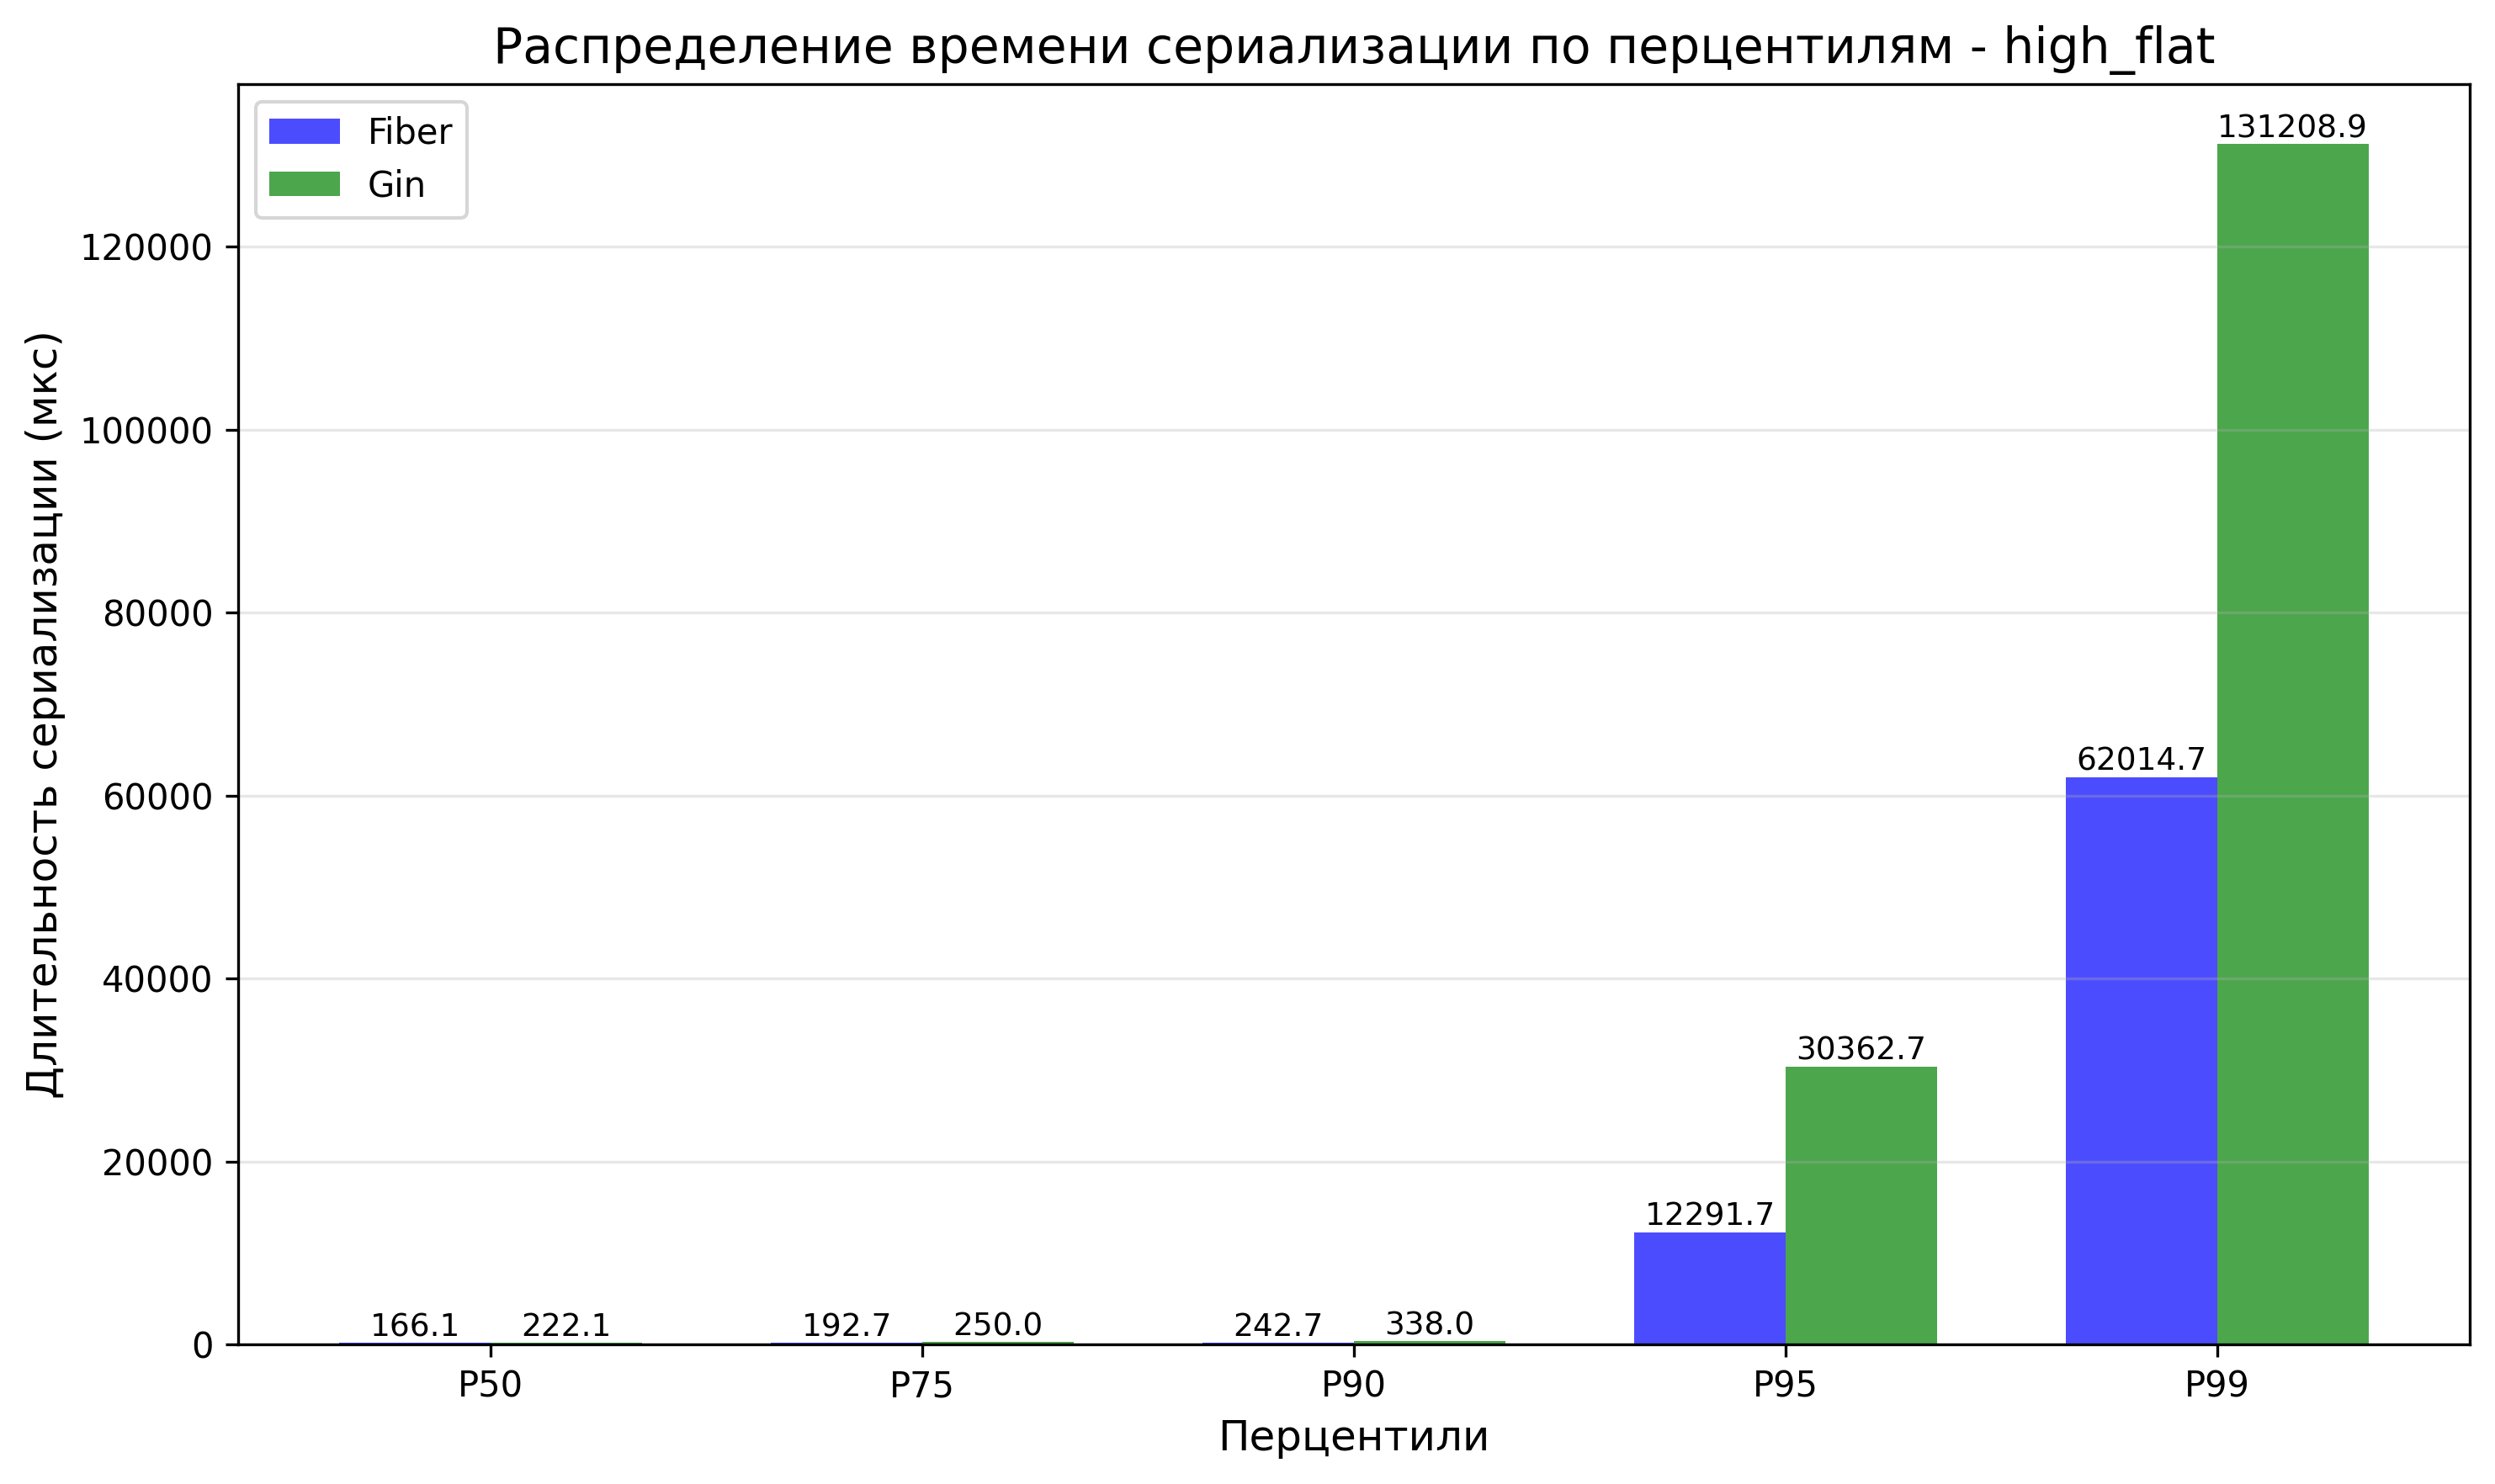 Распределение времени сериализации по перцентилям - high_flat
Fiber
Gin
Длительность сериализации (мкс)
120000
100000
80000
60000
40000
20000
0
166.1
222.1
192.7
250.0
242.7
338.0
12291.7
30362.7
62014.7
131208.9
P50
P75
P90
P95
P99
Перцентили